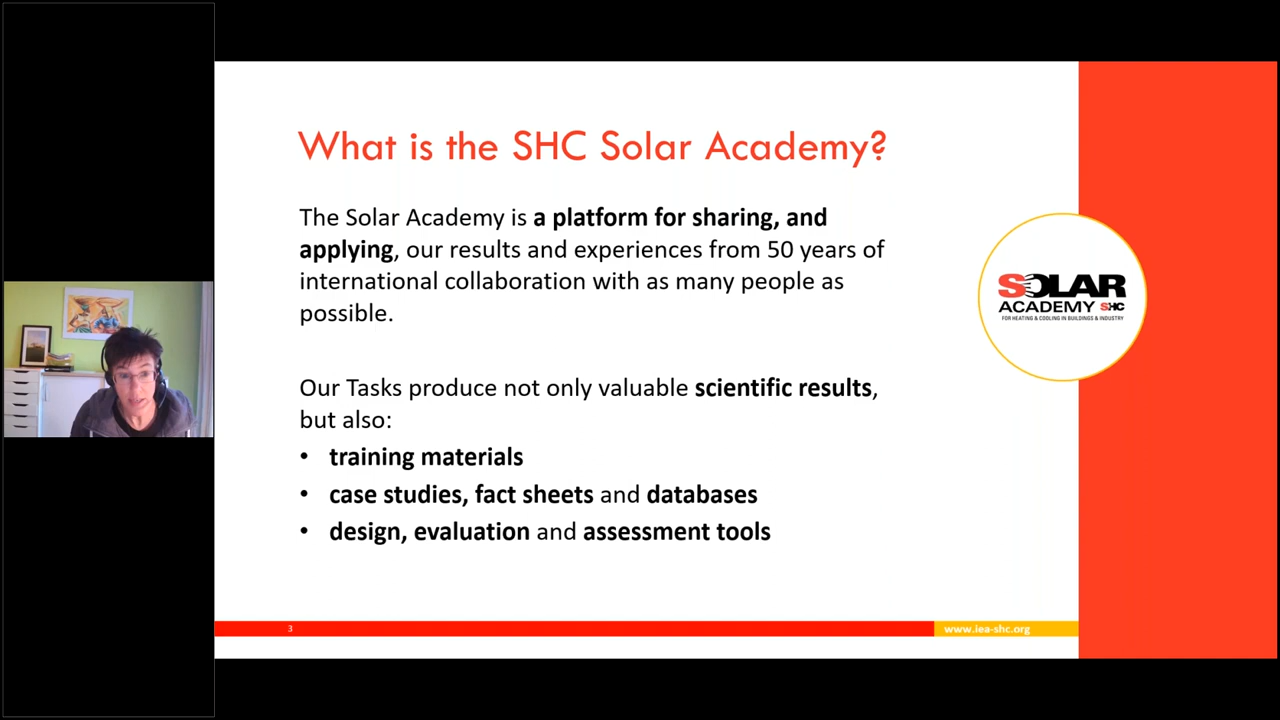 What is the SHC Solar Academy?
The Solar Academy is a platform for sharing, and
applying, our results and experiences from 50 years of
international collaboration with as many people as
possible.
Our Tasks produce not only valuable scientific results,
but also:
• training materials
• case studies, fact sheets and databases
• design, evaluation and assessment tools
SOLAR
ACADEMY SHC
FOR HEATING & COOLING IN BUILDINGS & INDUSTRY
3
www.iea-shc.org